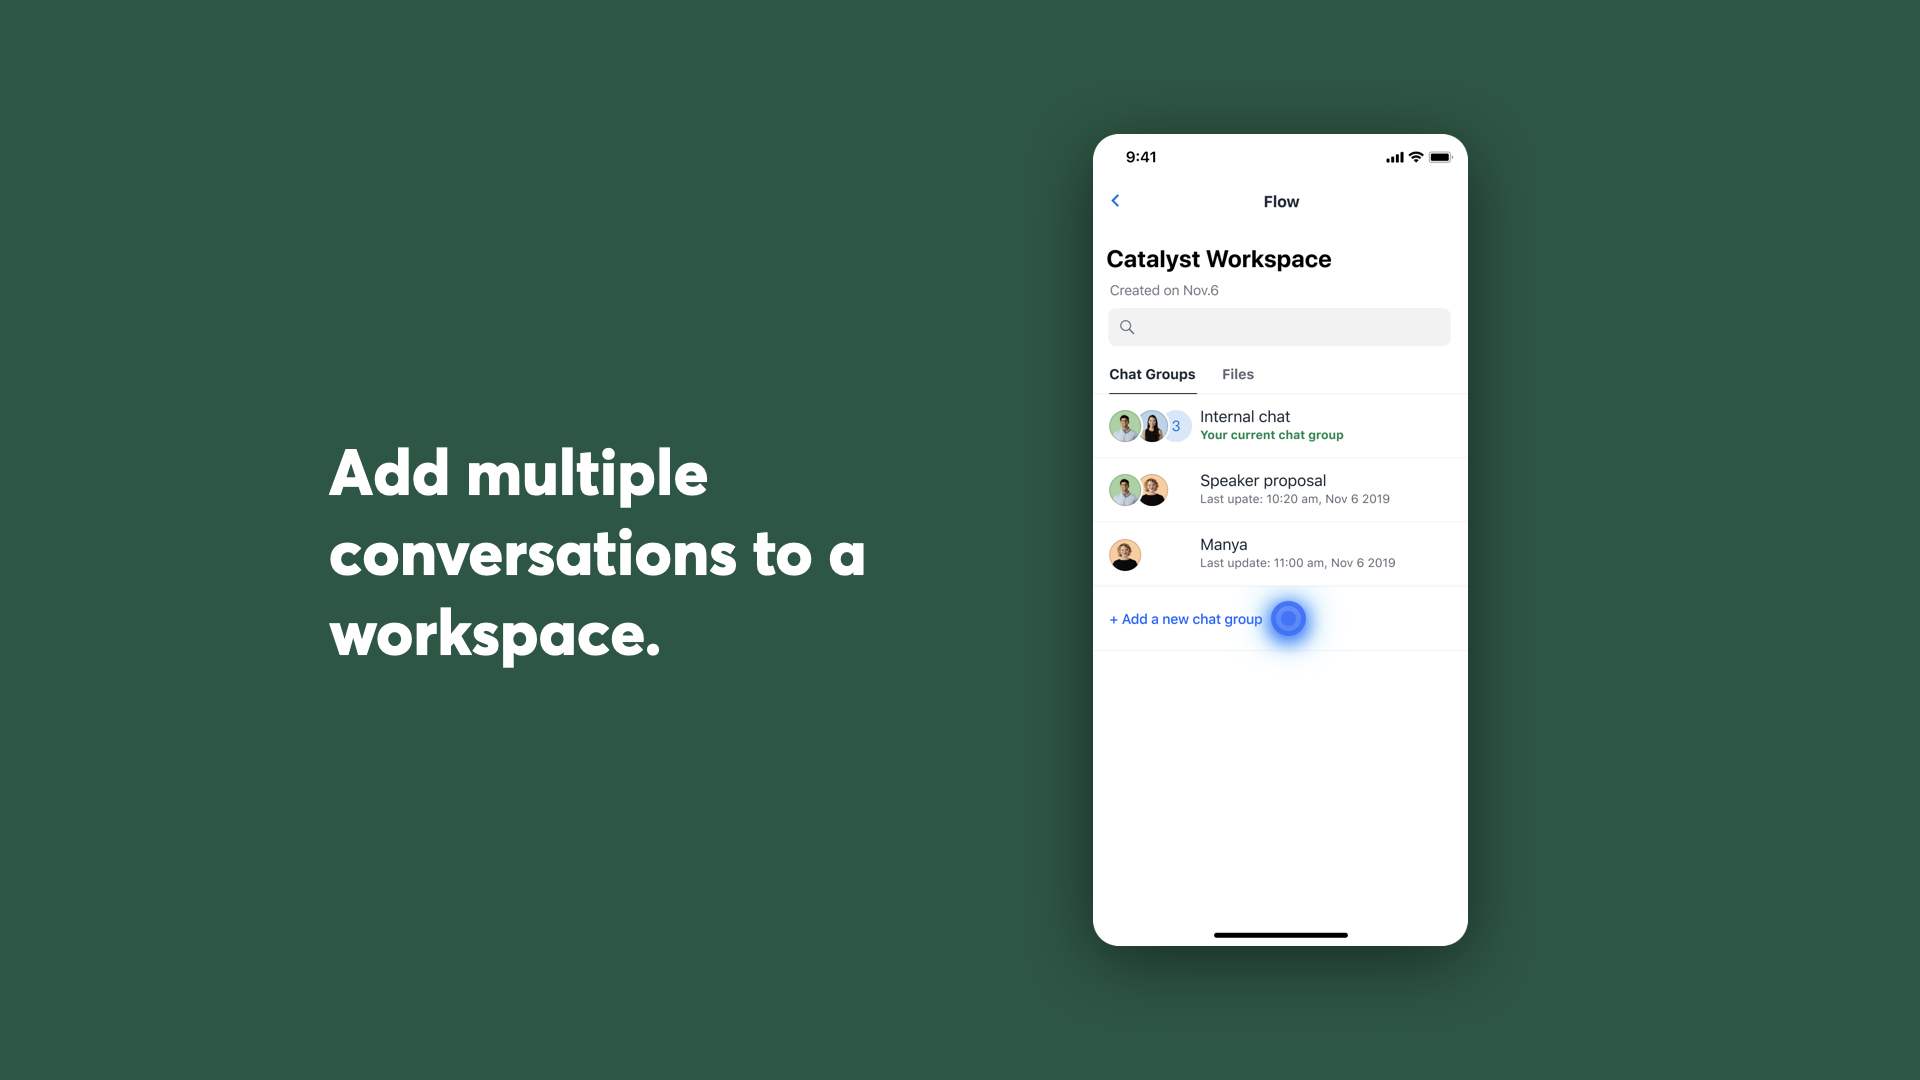 Add multiple
conversations to a
workspace.
9:41
Flow
Catalyst Workspace
Created on Nov.6
Chat Groups Files
3 Internal chat
Your current chat group
Speaker proposal
Last upate: 10:20 am, Nov 6 2019
Manya
Last update: 11:00 am, Nov 6 2019
+ Add a new chat group